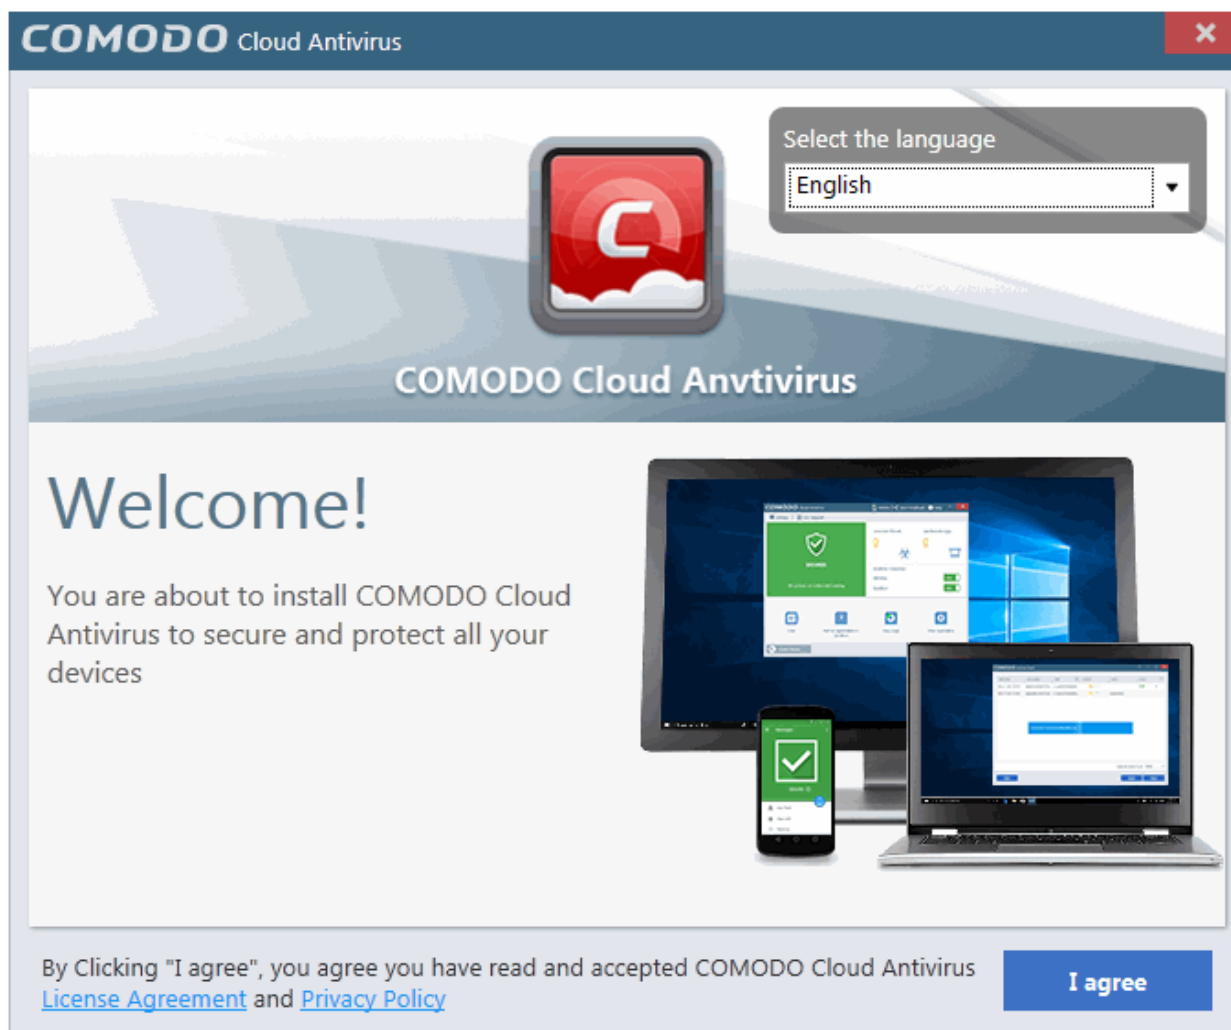 COMODO Cloud Antivirus
Select the language
English
COMODO Cloud Anvtivirus
Welcome!
You are about to install COMODO Cloud
Antivirus to secure and protect all your
devices
By Clicking "I agree", you agree you have read and accepted COMODO Cloud Antivirus
License Agreement and Privacy Policy
I agree